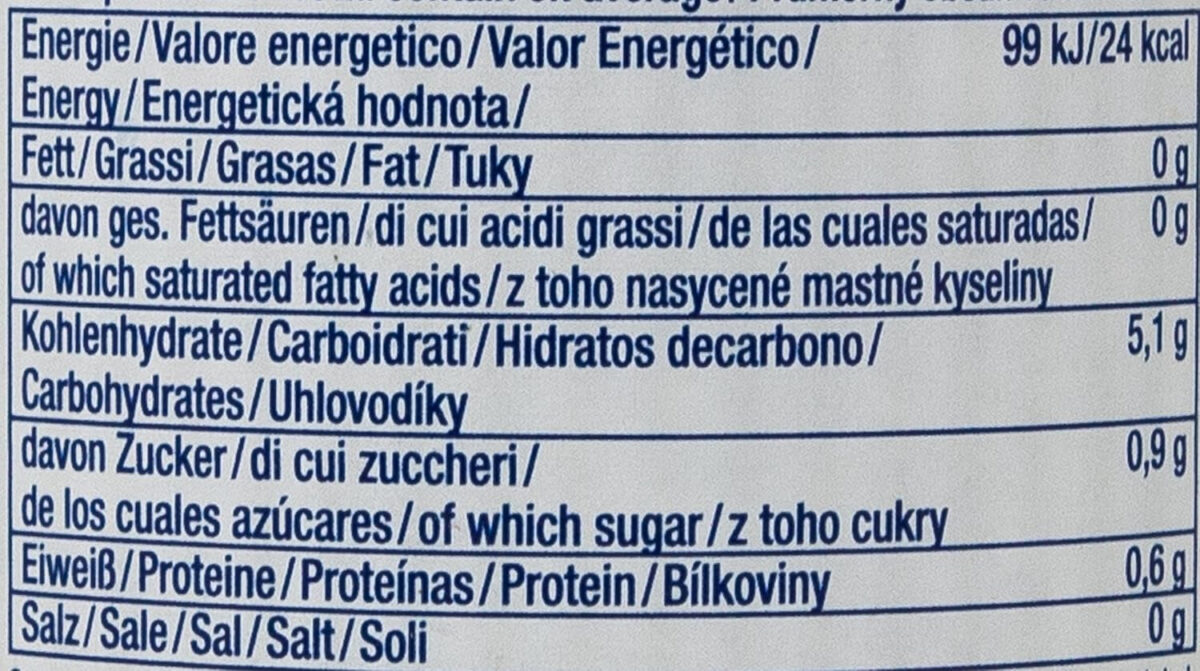 Energie/Valore energetico/Valor Energético/ 99 kJ/24 kcal
Energy/Energetická hodnota/
Fett/Grassi/Grasas/Fat/Tuky 0 g
davon ges. Fettsäuren/di cui acidi grassi/de las cuales saturadas/ 0 g
of which saturated fatty acids/z toho nasycené mastné kyseliny
Kohlenhydrate/Carboidrati/Hidratos decarbono/ 5,1 g
Carbohydrates/Uhlovodíky
davon Zucker/di cui zuccheri/ 0,9 g
de los cuales azúcares/of which sugar/z toho cukry
Eiweiß/Proteine/Proteínas/Protein/Bílkoviny 0,6 g
Salz/Sale/Sal/Salt/Soli 0 g